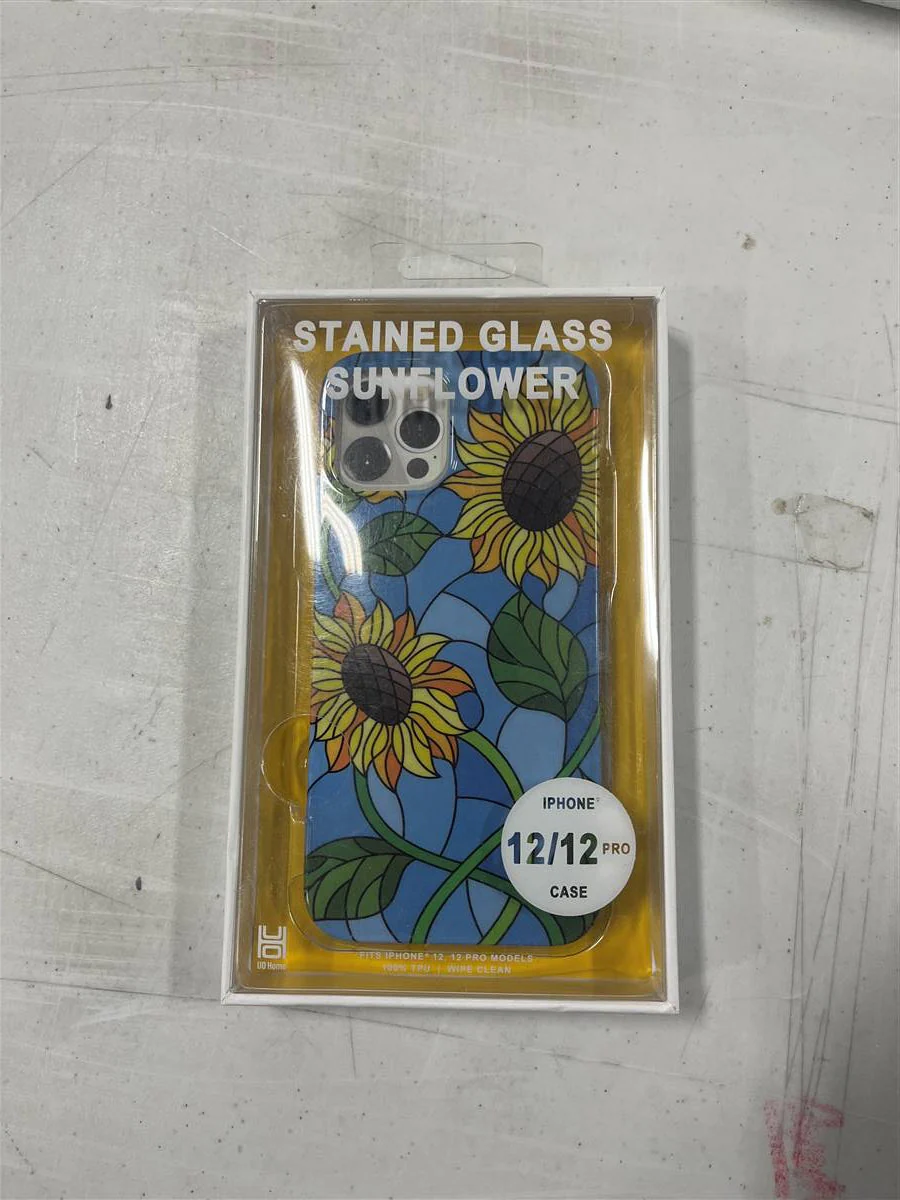 STAINED GLASS
SUNFLOWER
IPHONE®
12/12 PRO
CASE
UO Home
FITS IPHONE® 12, 12 PRO MODELS
100% TPU | WIPE CLEAN